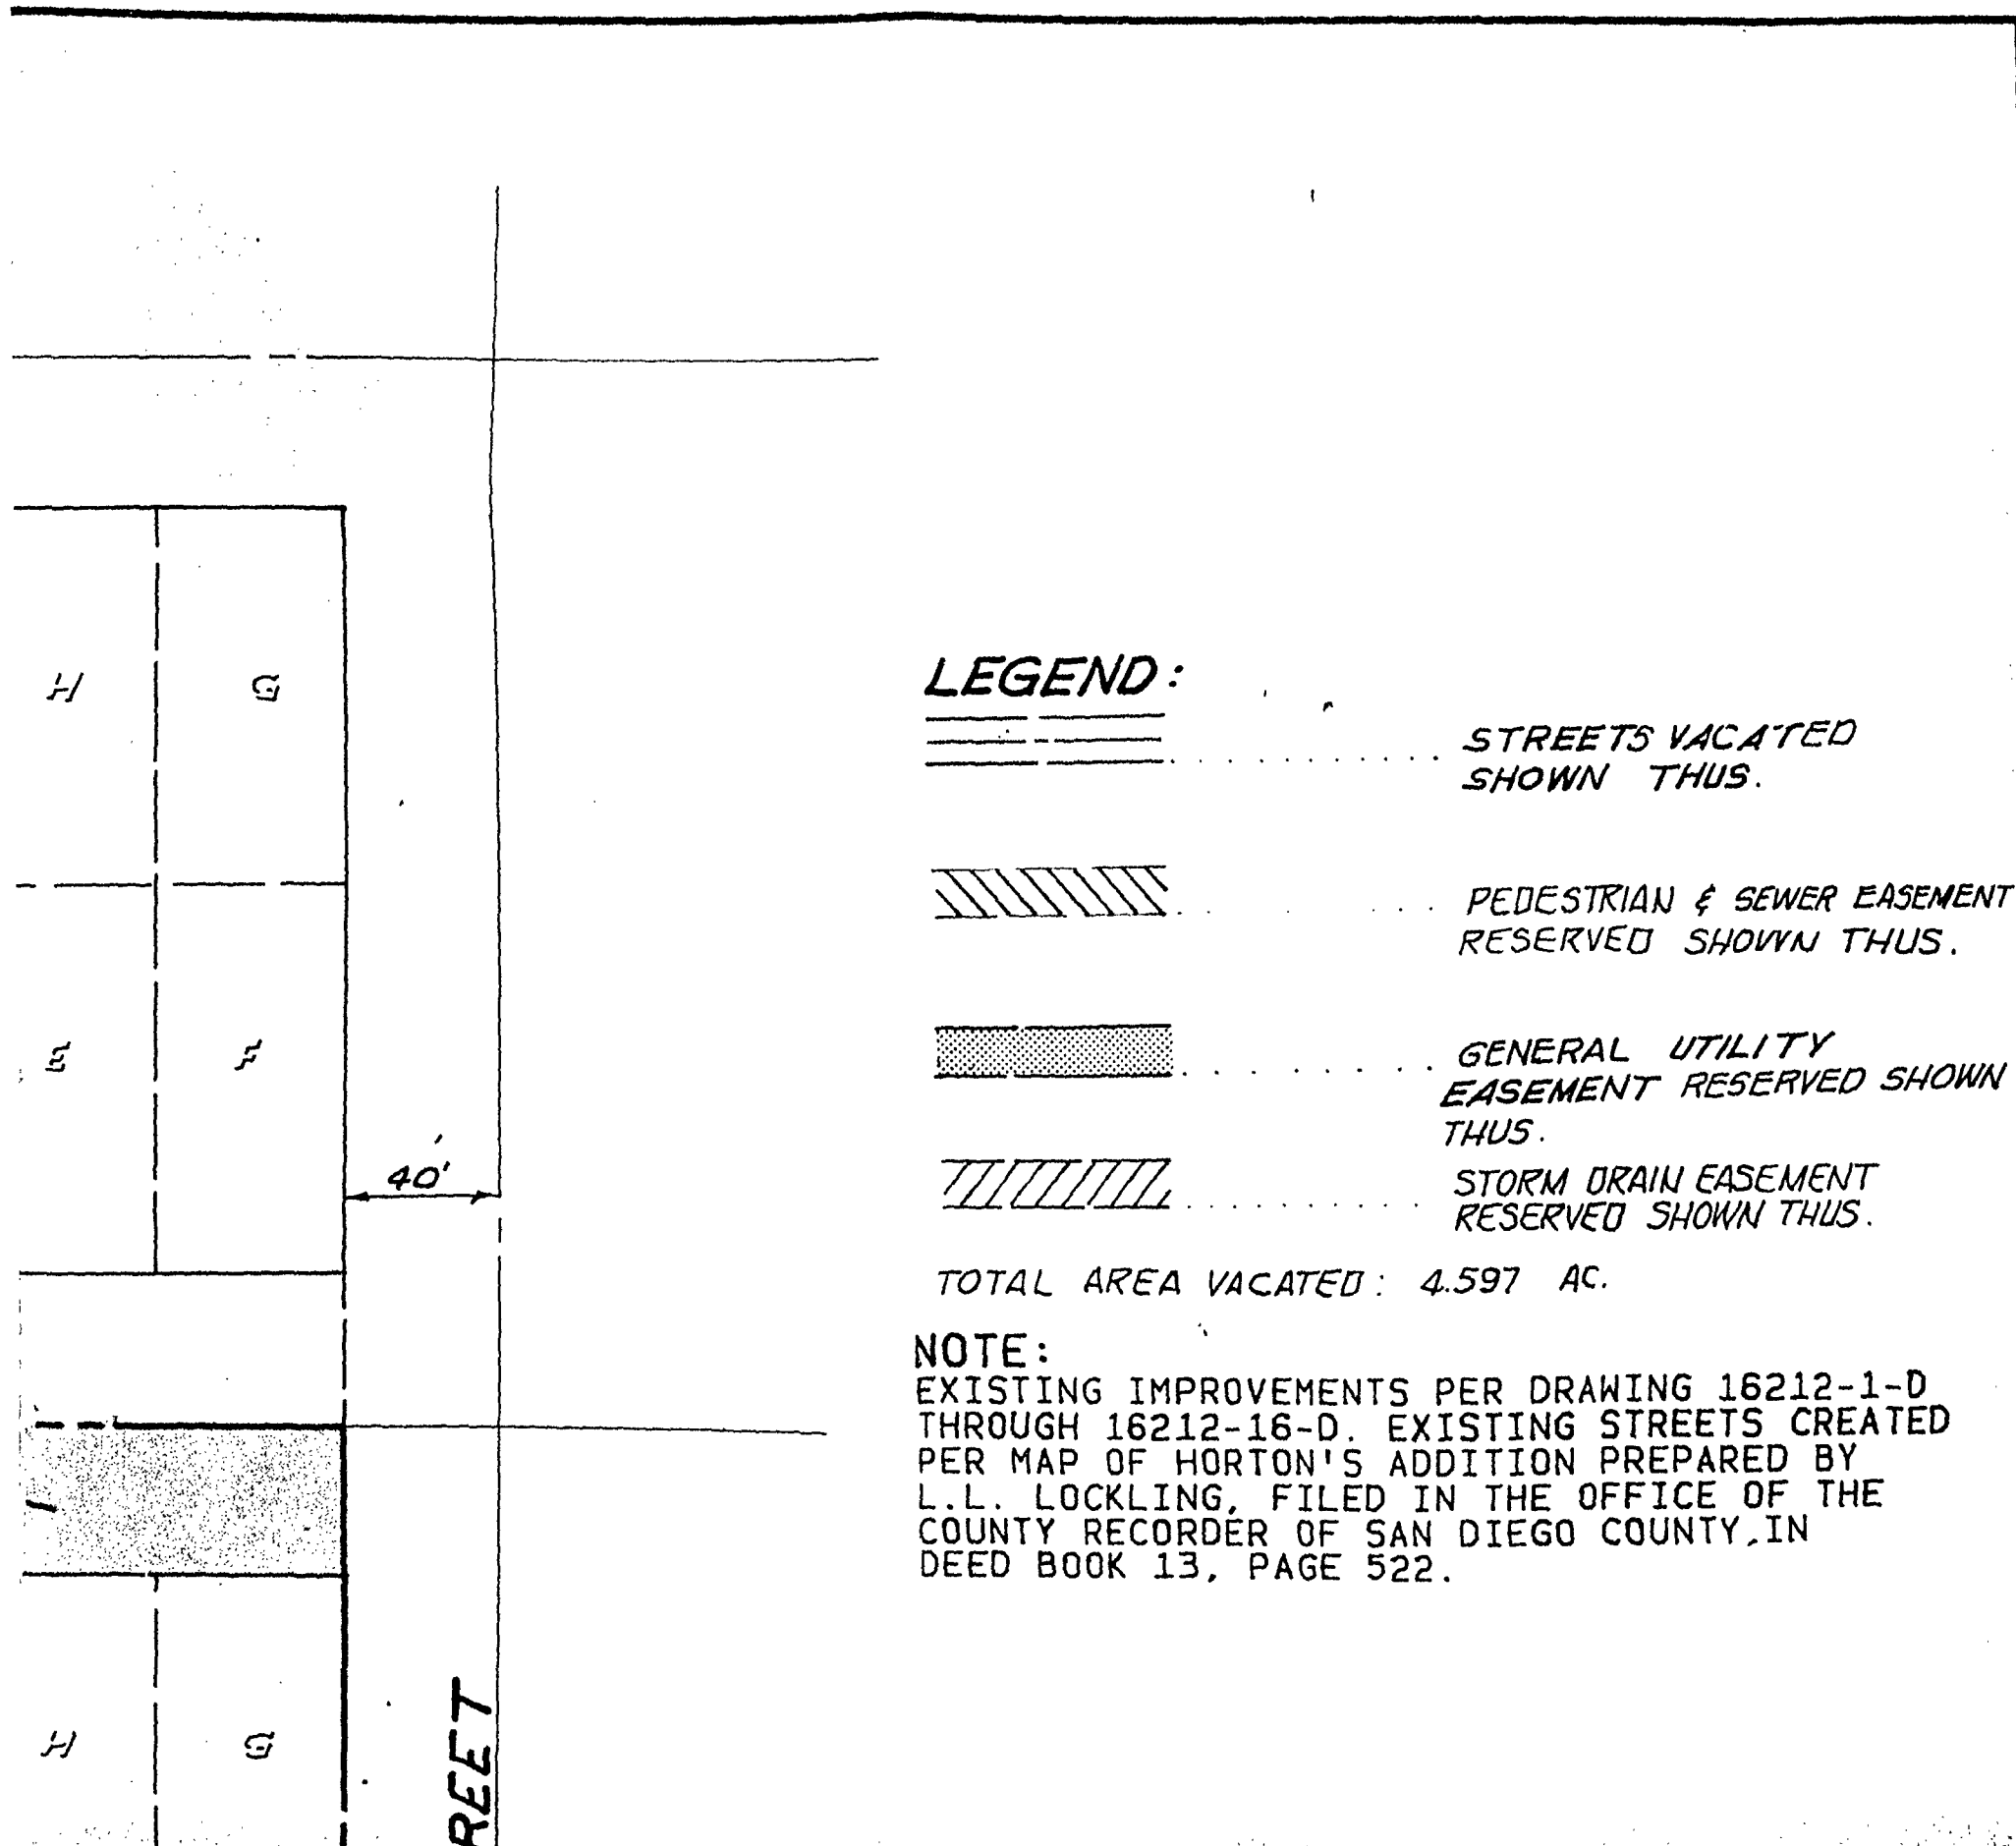 H G
E F
40'
H G
REET
LEGEND:
STREETS VACATED
SHOWN THUS.
PEDESTRIAN & SEWER EASEMENT
RESERVED SHOWN THUS.
GENERAL UTILITY
EASEMENT RESERVED SHOWN
THUS.
STORM DRAIN EASEMENT
RESERVED SHOWN THUS.
TOTAL AREA VACATED: 4.597 AC.
NOTE:
EXISTING IMPROVEMENTS PER DRAWING 16212-1-D
THROUGH 16212-16-D. EXISTING STREETS CREATED
PER MAP OF HORTON'S ADDITION PREPARED BY
L.L. LOCKLING, FILED IN THE OFFICE OF THE
COUNTY RECORDER OF SAN DIEGO COUNTY,IN
DEED BOOK 13, PAGE 522.